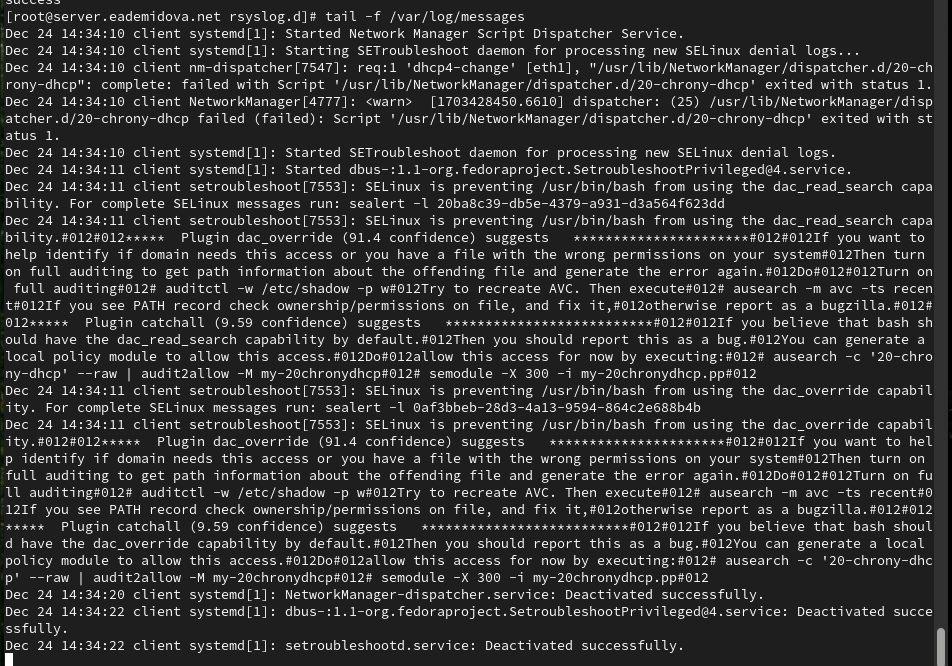 success
[root@server.eademidova.net rsyslog.d]# tail -f /var/log/messages
Dec 24 14:34:10 client systemd[1]: Started Network Manager Script Dispatcher Service.
Dec 24 14:34:10 client systemd[1]: Starting SETroubleshoot daemon for processing new SELinux denial logs...
Dec 24 14:34:10 client nm-dispatcher[7547]: req:1 'dhcp4-change' [eth1], "/usr/lib/NetworkManager/dispatcher.d/20-ch
rony-dhcp": complete: failed with Script '/usr/lib/NetworkManager/dispatcher.d/20-chrony-dhcp' exited with status 1.
Dec 24 14:34:10 client NetworkManager[4777]: <warn>  [1703428450.6610] dispatcher: (25) /usr/lib/NetworkManager/disp
atcher.d/20-chrony-dhcp failed (failed): Script '/usr/lib/NetworkManager/dispatcher.d/20-chrony-dhcp' exited with st
atus 1.
Dec 24 14:34:10 client systemd[1]: Started SETroubleshoot daemon for processing new SELinux denial logs.
Dec 24 14:34:11 client systemd[1]: Started dbus-:1.1-org.fedoraproject.SetroubleshootPrivileged@4.service.
Dec 24 14:34:11 client setroubleshoot[7553]: SELinux is preventing /usr/bin/bash from using the dac_read_search capa
bility. For complete SELinux messages run: sealert -l 20ba8c39-db5e-4379-a931-d3a564f623dd
Dec 24 14:34:11 client setroubleshoot[7553]: SELinux is preventing /usr/bin/bash from using the dac_read_search capa
bility.#012#012*****  Plugin dac_override (91.4 confidence) suggests   **********************#012#012If you want to 
help identify if domain needs this access or you have a file with the wrong permissions on your system#012Then turn 
on full auditing to get path information about the offending file and generate the error again.#012Do#012#012Turn on
 full auditing#012# auditctl -w /etc/shadow -p w#012Try to recreate AVC. Then execute#012# ausearch -m avc -ts recen
t#012If you see PATH record check ownership/permissions on file, and fix it,#012otherwise report as a bugzilla.#012#
012*****  Plugin catchall (9.59 confidence) suggests   **************************#012#012If you believe that bash sh
ould have the dac_read_search capability by default.#012Then you should report this as a bug.#012You can generate a 
local policy module to allow this access.#012Do#012allow this access for now by executing:#012# ausearch -c '20-chro
ny-dhcp' --raw | audit2allow -M my-20chronydhcp#012# semodule -X 300 -i my-20chronydhcp.pp#012
Dec 24 14:34:11 client setroubleshoot[7553]: SELinux is preventing /usr/bin/bash from using the dac_override capabil
ity. For complete SELinux messages run: sealert -l 0af3bbeb-28d3-4a13-9594-864c2e688b4b
Dec 24 14:34:11 client setroubleshoot[7553]: SELinux is preventing /usr/bin/bash from using the dac_override capabil
ity.#012#012*****  Plugin dac_override (91.4 confidence) suggests   **********************#012#012If you want to hel
p identify if domain needs this access or you have a file with the wrong permissions on your system#012Then turn on 
full auditing to get path information about the offending file and generate the error again.#012Do#012#012Turn on fu
ll auditing#012# auditctl -w /etc/shadow -p w#012Try to recreate AVC. Then execute#012# ausearch -m avc -ts recent#0
12If you see PATH record check ownership/permissions on file, and fix it,#012otherwise report as a bugzilla.#012#012
*****  Plugin catchall (9.59 confidence) suggests   **************************#012#012If you believe that bash shoul
d have the dac_override capability by default.#012Then you should report this as a bug.#012You can generate a local 
policy module to allow this access.#012Do#012allow this access for now by executing:#012# ausearch -c '20-chrony-dhc
p' --raw | audit2allow -M my-20chronydhcp#012# semodule -X 300 -i my-20chronydhcp.pp#012
Dec 24 14:34:20 client systemd[1]: NetworkManager-dispatcher.service: Deactivated successfully.
Dec 24 14:34:22 client systemd[1]: dbus-:1.1-org.fedoraproject.SetroubleshootPrivileged@4.service: Deactivated succe
ssfully.
Dec 24 14:34:22 client systemd[1]: setroubleshootd.service: Deactivated successfully.